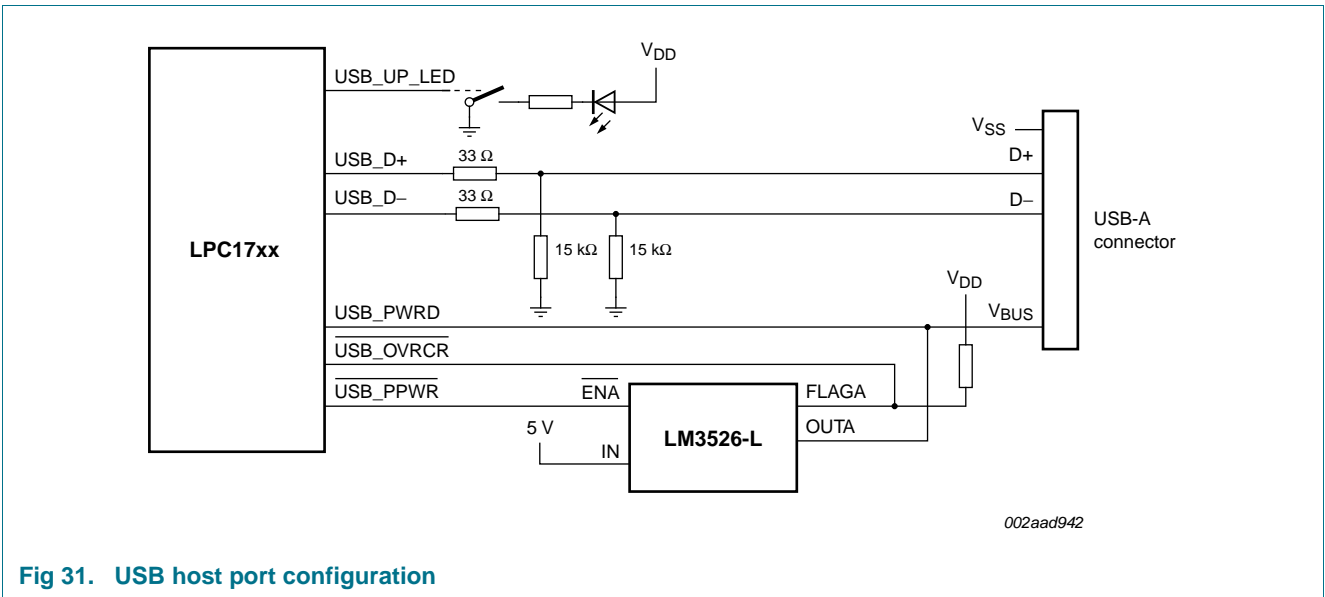 V_DD
USB_UP_LED
V_SS
USB_D+ 33 Ω D+
USB_D− 33 Ω D−
USB-A
connector
LPC17xx
15 kΩ 15 kΩ
V_DD
USB_PWRD V_BUS
USB_OVRCR
USB_PPWR ENA FLAGA
5 V LM3526-L OUTA
IN
002aad942
Fig 31. USB host port configuration